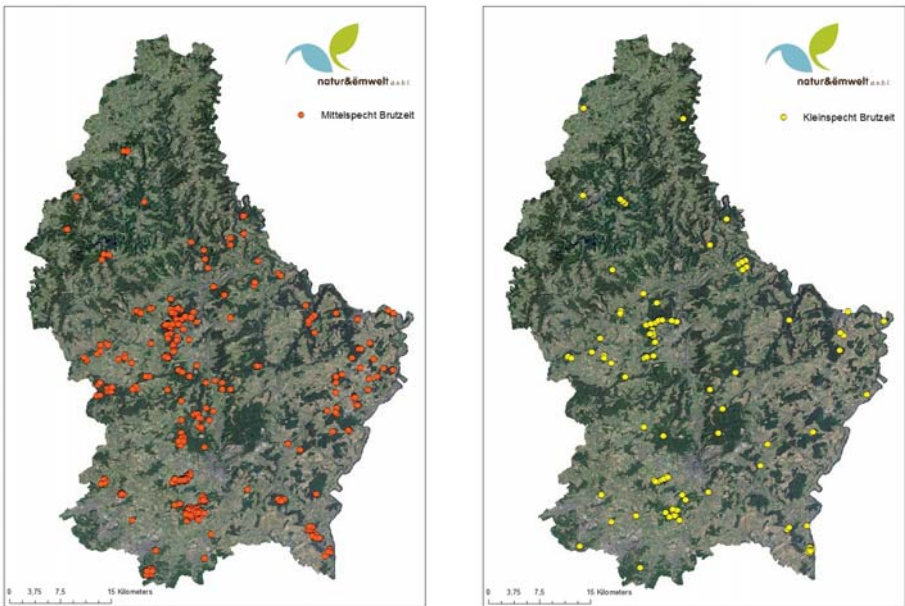 natur&ëmwelt a.s.b.l.
Mittelspecht Brutzeit
0 3,75 7,5 15 Kilometers
natur&ëmwelt a.s.b.l.
Kleinspecht Brutzeit
0 3,75 7,5 15 Kilometers